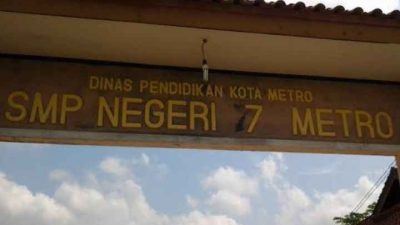 DINAS PENDIDIKAN KOTA METRO
SMP NEGERI 7 METRO